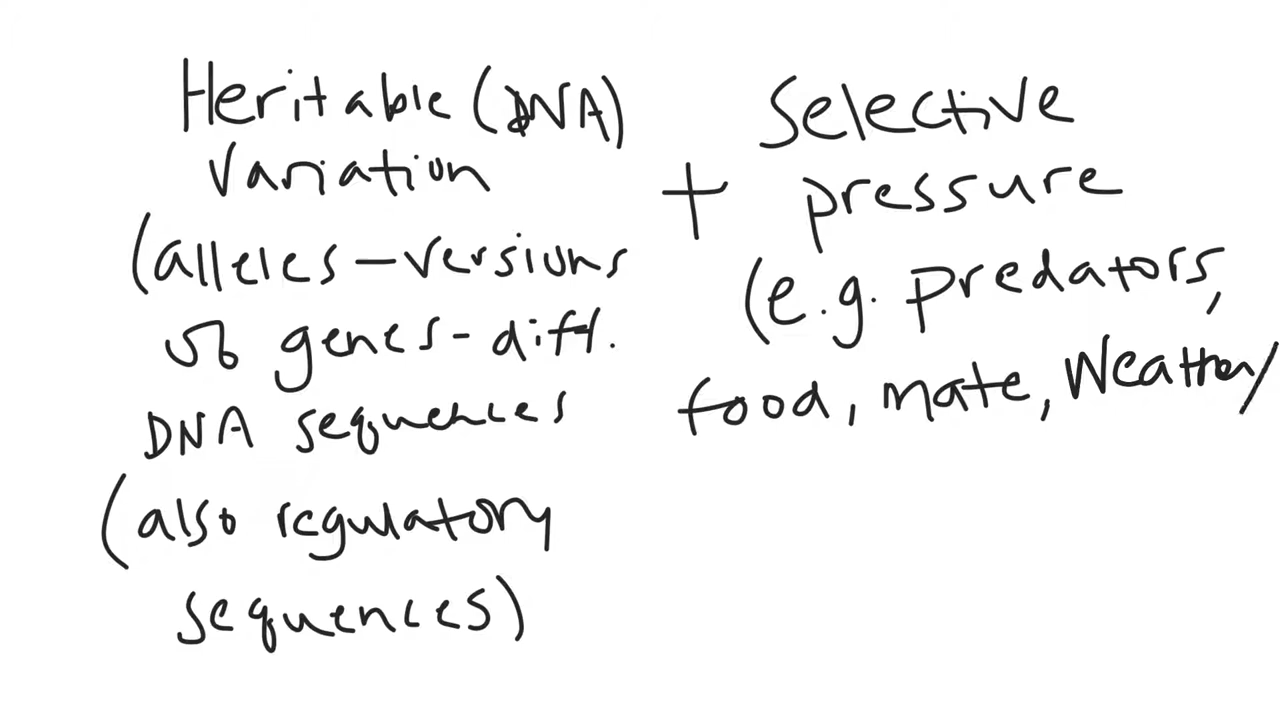 Heritable (DNA)
Variation
(alleles - versions
of genes - diff.
DNA sequences
(also regulatory
sequences)
+
Selective
pressure
(e.g. predators,
food, mate, Weather/